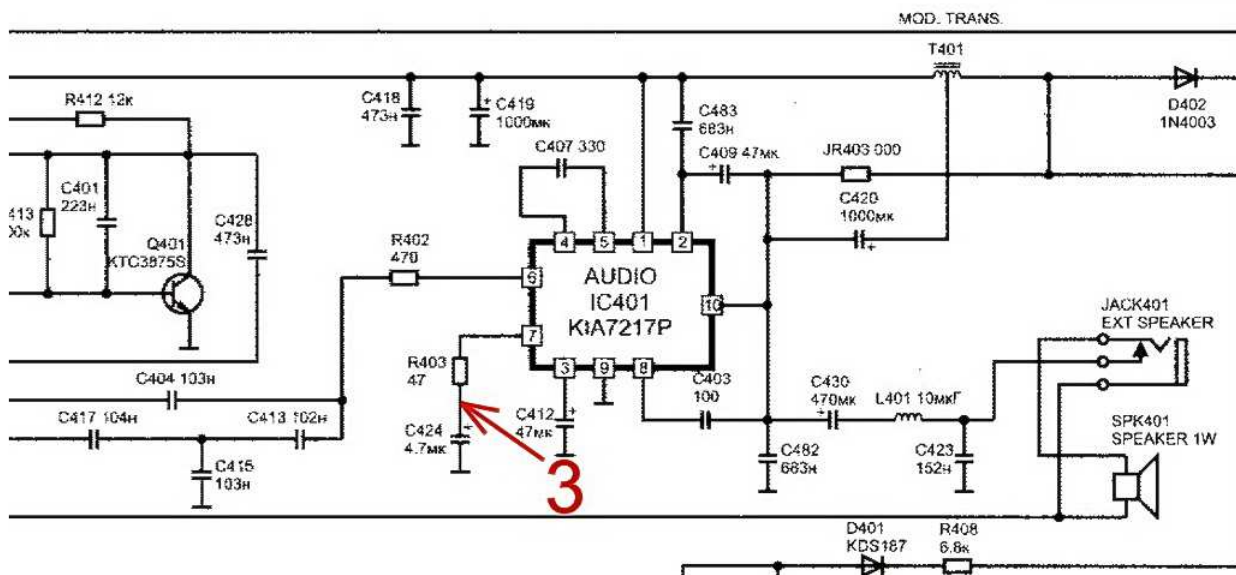 MOD. TRANS.
T401
D402
1N4003
R412 12к
C418
473н
C419
1000мк
C483
683н
C407 330
C409 47мк
JR403 000
C420
1000мк
C401
223н
Q401
KTC3875S
C428
473н
R402
470
4
5
1
2
6
7
10
3
9
8
AUDIO
IC401
KIA7217P
R403
47
C424
4.7мк
C412
47мк
C403
100
C430
470мк
L401 10мкГ
C423
152н
C482
683н
JACK401
EXT SPEAKER
SPK401
SPEAKER 1W
C404 103н
C417 104н
C413 102н
C415
103н
3
D401
KDS187
R408
6.8к